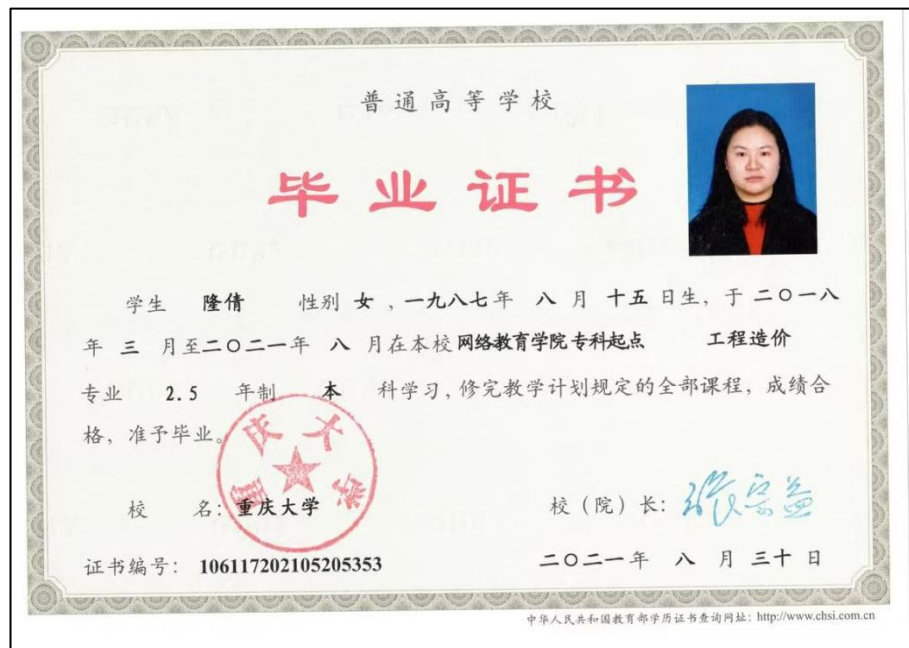 普通高等学校
毕业证书
学生 隆倩 性别 女 ，一九八七年 八 月 十五 日生，于 二〇一八
年 三 月至二〇二一年 八 月在本校 网络教育学院 专科起点 工程造价
专业 2.5 年制 本 科学习，修完教学计划规定的全部课程，成绩合
格，准予毕业。
重庆大学
校 名：重庆大学 校（院）长：张宗益
证书编号： 106117202105205353 二〇二一年 八 月 三十 日
中华人民共和国教育部学历证书查询网址：http://www.chsi.com.cn